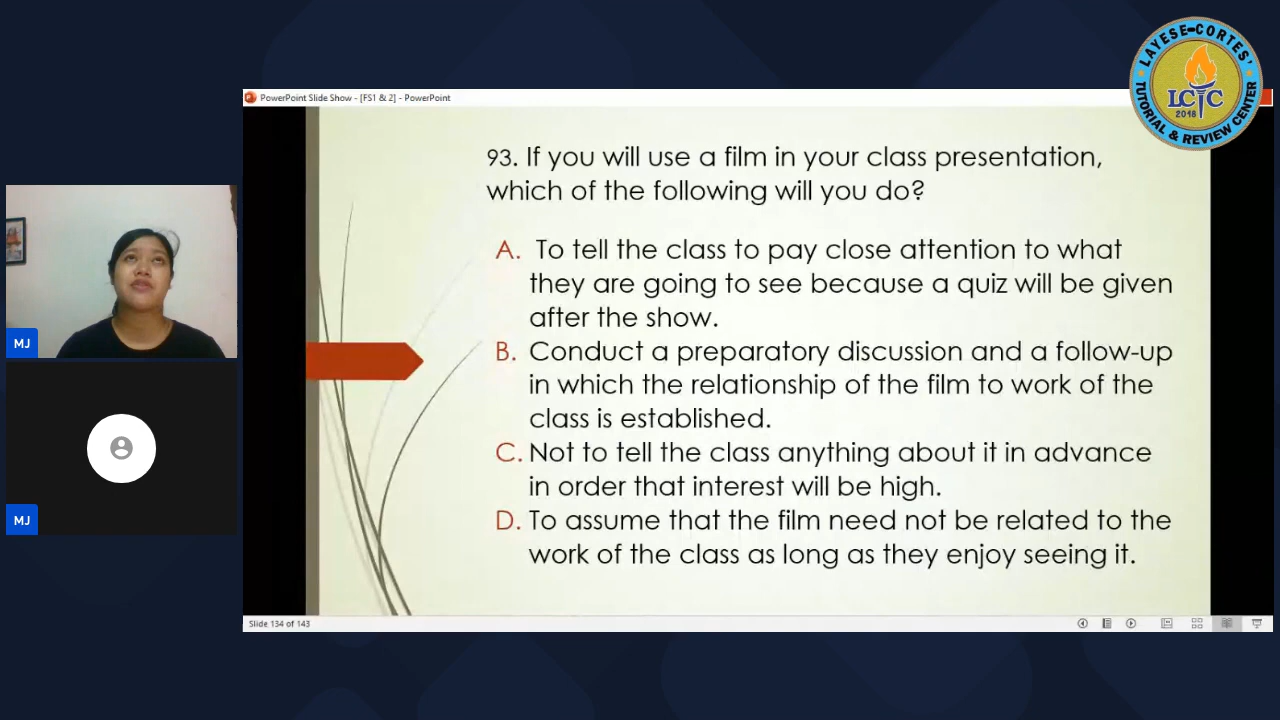 LAYESE-CORTES'
LCTC
2018
TUTORIAL & REVIEW CENTER
PowerPoint Slide Show - [FS1 & 2] - PowerPoint
93. If you will use a film in your class presentation,
which of the following will you do?
A. To tell the class to pay close attention to what
they are going to see because a quiz will be given
after the show.
B. Conduct a preparatory discussion and a follow-up
in which the relationship of the film to work of the
class is established.
C. Not to tell the class anything about it in advance
in order that interest will be high.
D. To assume that the film need not be related to the
work of the class as long as they enjoy seeing it.
MJ
MJ
Slide 134 of 143